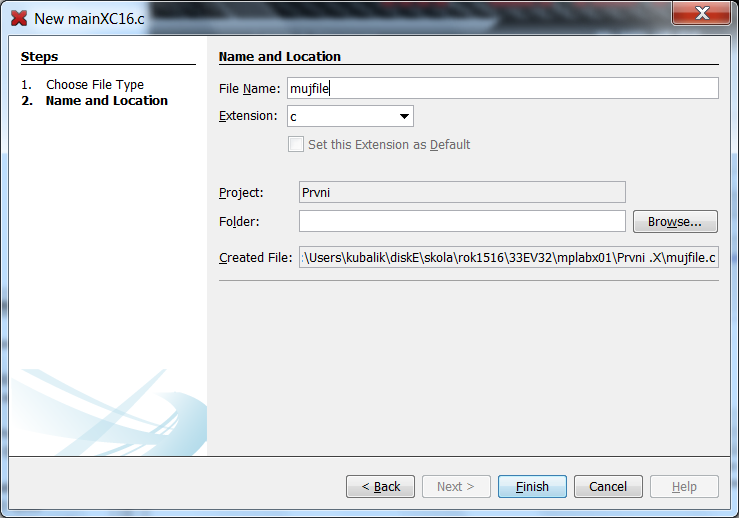 New mainXC16.c
Steps
1. Choose File Type
2. Name and Location
Name and Location
File Name: mujfile
Extension: c
Set this Extension as Default
Project: Prvni
Folder: Browse...
Created File: :\Users\kubalik\diskE\skola\rok1516\33EV32\mplabx01\Prvni .X\mujfile.c
< Back Next > Finish Cancel Help